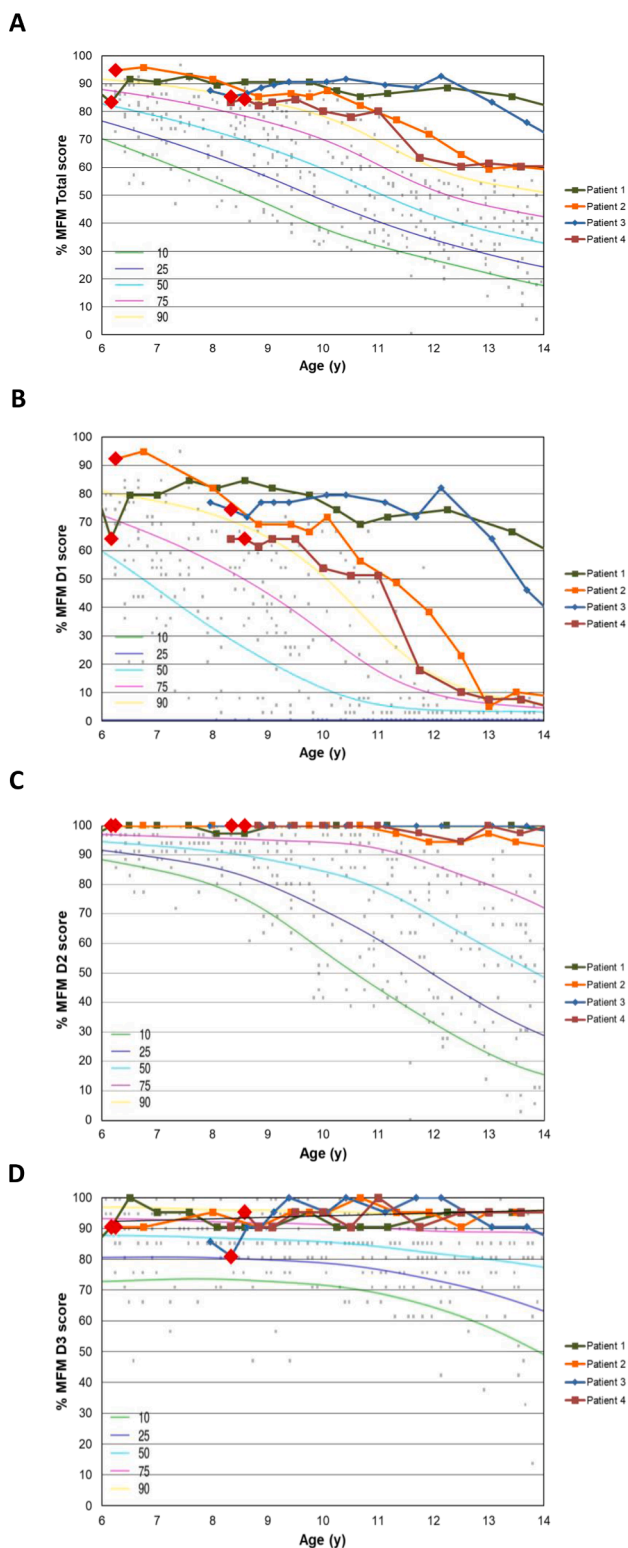 A
% MFM Total score
100
90
80
70
60
50
40
30
20
10
0
10
25
50
75
90
6 7 8 9 10 11 12 13 14
Age (y)
Patient 1
Patient 2
Patient 3
Patient 4
B
% MFM D1 score
100
90
80
70
60
50
40
30
20
10
0
10
25
50
75
90
6 7 8 9 10 11 12 13 14
Age (y)
Patient 1
Patient 2
Patient 3
Patient 4
C
% MFM D2 score
100
90
80
70
60
50
40
30
20
10
0
10
25
50
75
90
6 7 8 9 10 11 12 13 14
Age (y)
Patient 1
Patient 2
Patient 3
Patient 4
D
% MFM D3 score
100
90
80
70
60
50
40
30
20
10
0
10
25
50
75
90
6 7 8 9 10 11 12 13 14
Age (y)
Patient 1
Patient 2
Patient 3
Patient 4